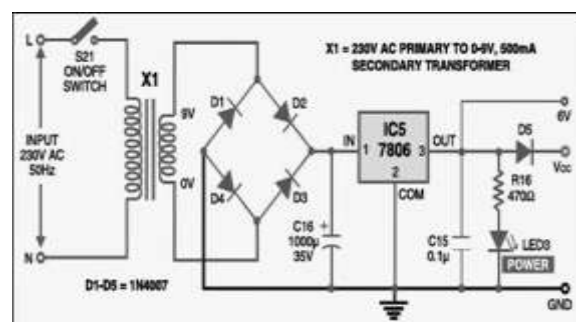 L
S21
ON/OFF
SWITCH
X1
X1 = 230V AC PRIMARY TO 0-9V, 500mA
SECONDARY TRANSFORMER
INPUT
230V AC
50Hz
9V
0V
D1
D2
D4
D3
IC5
7806
IN
1
3
OUT
2
COM
6V
D5
Vcc
R16
470Ω
C16
+
1000µ
35V
C15
0.1µ
LED3
POWER
N
D1-D5 = 1N4007
GND